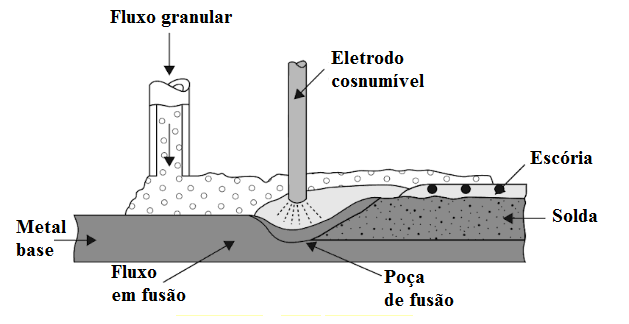 Fluxo granular
Eletrodo
cosnumível
Escória
Solda
Metal
base
Fluxo
em fusão
Poça
de fusão